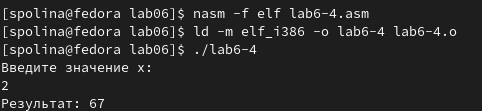 [spolina@fedora lab06]$ nasm -f elf lab6-4.asm
[spolina@fedora lab06]$ ld -m elf_i386 -o lab6-4 lab6-4.o
[spolina@fedora lab06]$ ./lab6-4
Введите значение x:
2
Результат: 67